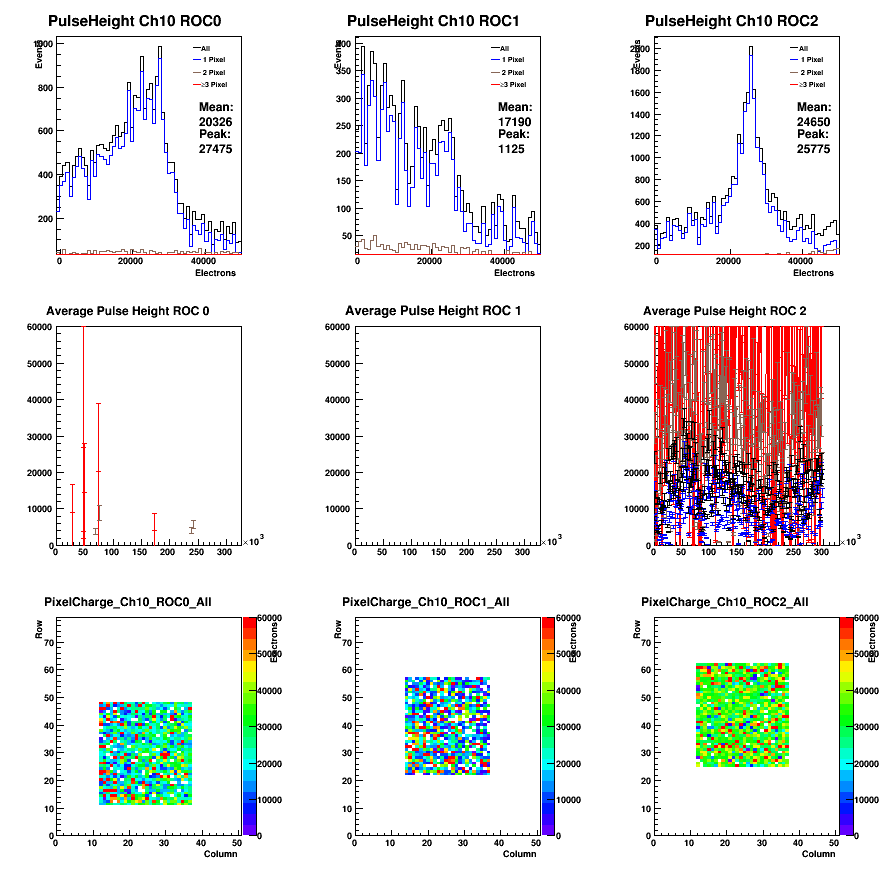 PulseHeight Ch10 ROC0
PulseHeight Ch10 ROC1
PulseHeight Ch10 ROC2
Events
1000
800
600
400
200
All
1 Pixel
2 Pixel
≥3 Pixel
Mean:
20326
Peak:
27475
0
20000
40000
Electrons
Events
400
350
300
250
200
150
100
50
All
1 Pixel
2 Pixel
≥3 Pixel
Mean:
17190
Peak:
1125
0
20000
40000
Electrons
Events
2000
1800
1600
1400
1200
1000
800
600
400
200
All
1 Pixel
2 Pixel
≥3 Pixel
Mean:
24650
Peak:
25775
0
20000
40000
Electrons
Average Pulse Height ROC 0
Average Pulse Height ROC 1
Average Pulse Height ROC 2
60000
50000
40000
30000
20000
10000
0
0 50 100 150 200 250 300
×10³
60000
50000
40000
30000
20000
10000
0
50 100 150 200 250 300
×10³
60000
50000
40000
30000
20000
10000
0
0 50 100 150 200 250 300
×10³
PixelCharge_Ch10_ROC0_All
PixelCharge_Ch10_ROC1_All
PixelCharge_Ch10_ROC2_All
Row
70
60
50
40
30
20
10
0
0 10 20 30 40 50
Column
60000
50000
40000
30000
20000
10000
0
Electrons
Row
70
60
50
40
30
20
10
0
0 10 20 30 40 50
Column
60000
50000
40000
30000
20000
10000
0
Electrons
Row
70
60
50
40
30
20
10
0
0 10 20 30 40 50
Column
60000
50000
40000
30000
20000
10000
0
Electrons